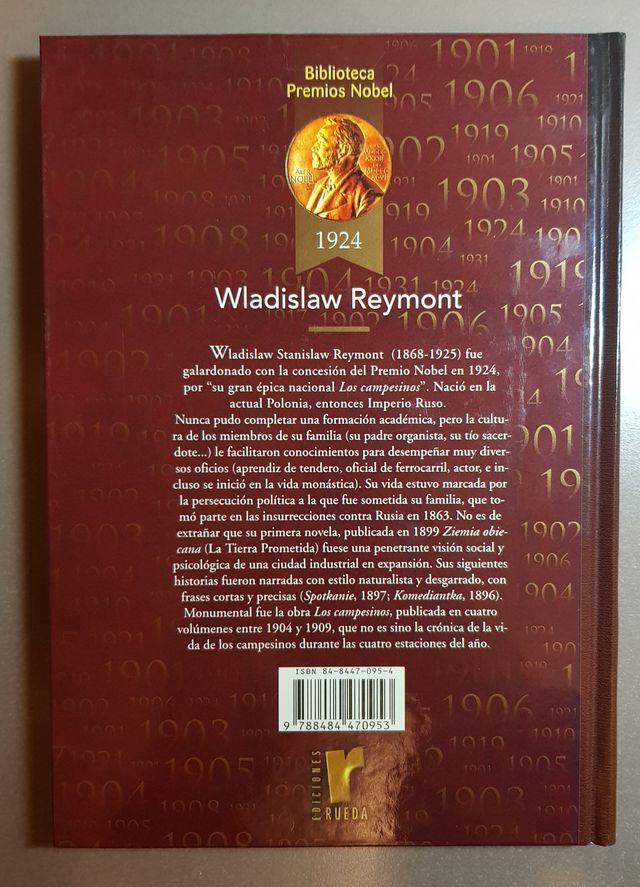 Biblioteca
Premios Nobel
ALFR
NOBEL
1924
Wladislaw Reymont
Wladislaw Stanislaw Reymont (1868-1925) fue
galardonado con la concesión del Premio Nobel en 1924,
por “su gran épica nacional Los campesinos”. Nació en la
actual Polonia, entonces Imperio Ruso.
Nunca pudo completar una formación académica, pero la cultu-
ra de los miembros de su familia (su padre organista, su tío sacer-
dote...) le facilitaron conocimientos para desempeñar muy diver-
sos oficios (aprendiz de tendero, oficial de ferrocarril, actor, e in-
cluso se inició en la vida monástica). Su vida estuvo marcada por
la persecución política a la que fue sometida su familia, que to-
mó parte en las insurrecciones contra Rusia en 1863. No es de
extrañar que su primera novela, publicada en 1899 Ziemia obie-
cana (La Tierra Prometida) fuese una penetrante visión social y
psicológica de una ciudad industrial en expansión. Sus siguientes
historias fueron narradas con estilo naturalista y desgarrado, con
frases cortas y precisas (Spotkanie, 1897; Komediantka, 1896).
Monumental fue la obra Los campesinos, publicada en cuatro
volúmenes entre 1904 y 1909, que no es sino la crónica de la vi-
da de los campesinos durante las cuatro estaciones del año.
ISBN 84-8447-095-4
9 788484 470953
EDICIONES
RUEDA